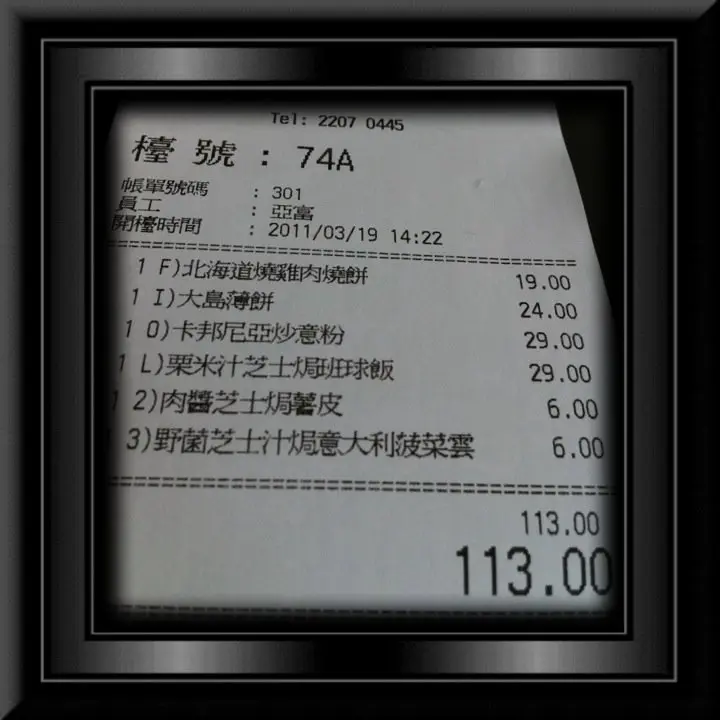 Tel: 2207 0445
檯 號 : 74A
帳單號碼 : 301
員工 : 亞富
開檯時間 : 2011/03/19 14:22
1 F)北海道燒雞肉燒餅 19.00
1 I)大島薄餅 24.00
1 O)卡邦尼亞炒意粉 29.00
1 L)栗米汁芝士焗班球飯 29.00
1 2)肉醬芝士焗薯皮 6.00
3)野菌芝士汁焗意大利菠菜雲 6.00
113.00
113.00